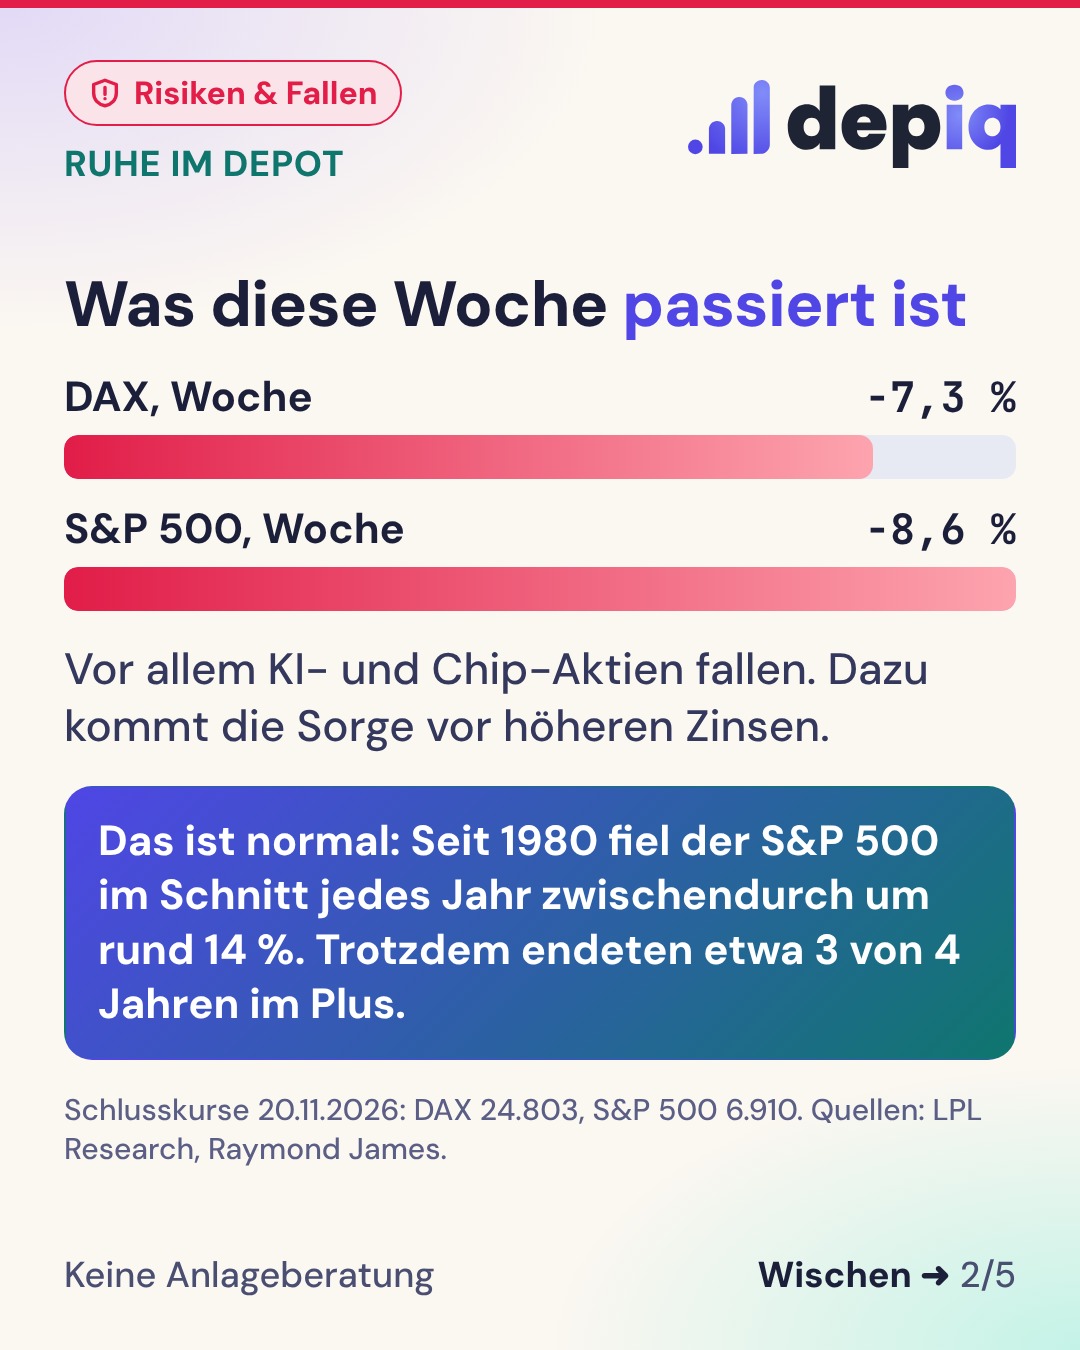 Risiken & Fallen
RUHE IM DEPOT
depiq
Was diese Woche passiert ist
DAX, Woche -7,3 %
S&P 500, Woche -8,6 %
Vor allem KI- und Chip-Aktien fallen. Dazu
kommt die Sorge vor höheren Zinsen.
Das ist normal: Seit 1980 fiel der S&P 500
im Schnitt jedes Jahr zwischendurch um
rund 14 %. Trotzdem endeten etwa 3 von 4
Jahren im Plus.
Schlusskurse 20.11.2026: DAX 24.803, S&P 500 6.910. Quellen: LPL
Research, Raymond James.
Keine Anlageberatung
Wischen ➜ 2/5